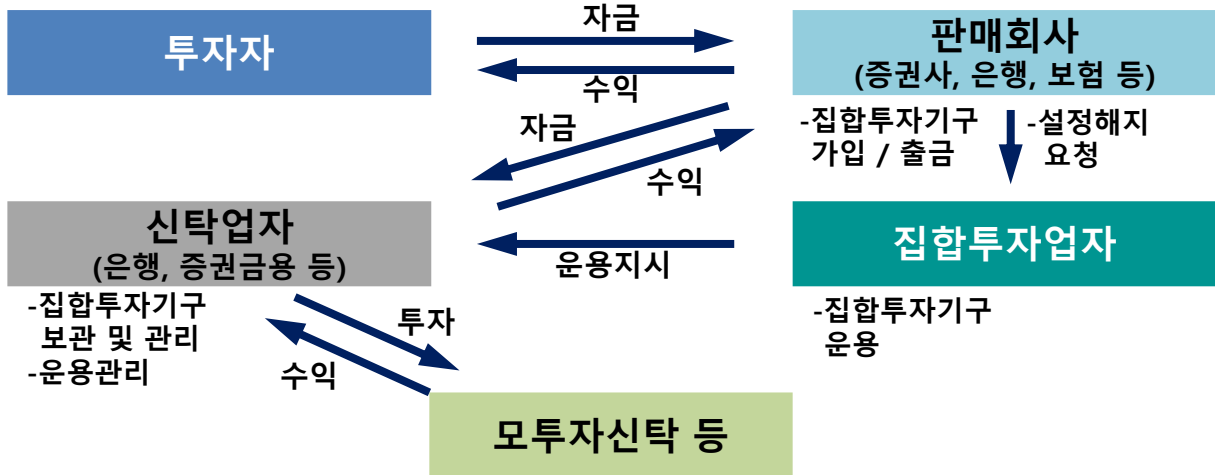 투자자
자금
수익
판매회사
(증권사, 은행, 보험 등)
-집합투자기구
가입 / 출금
-설정해지
요청
자금
수익
신탁업자
(은행, 증권금용 등)
-집합투자기구
보관 및 관리
-운용관리
운용지시
집합투자업자
-집합투자기구
운용
투자
수익
모투자신탁 등